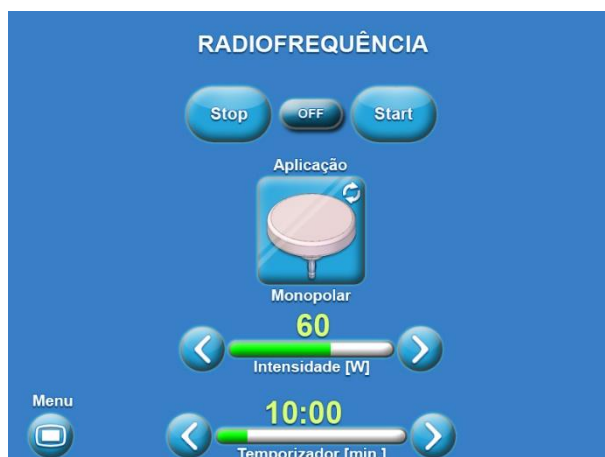 RADIOFREQUÊNCIA
Stop OFF Start
Aplicação
Monopolar
60
Intensidade [W]
Menu
10:00
Temporizador [min.]